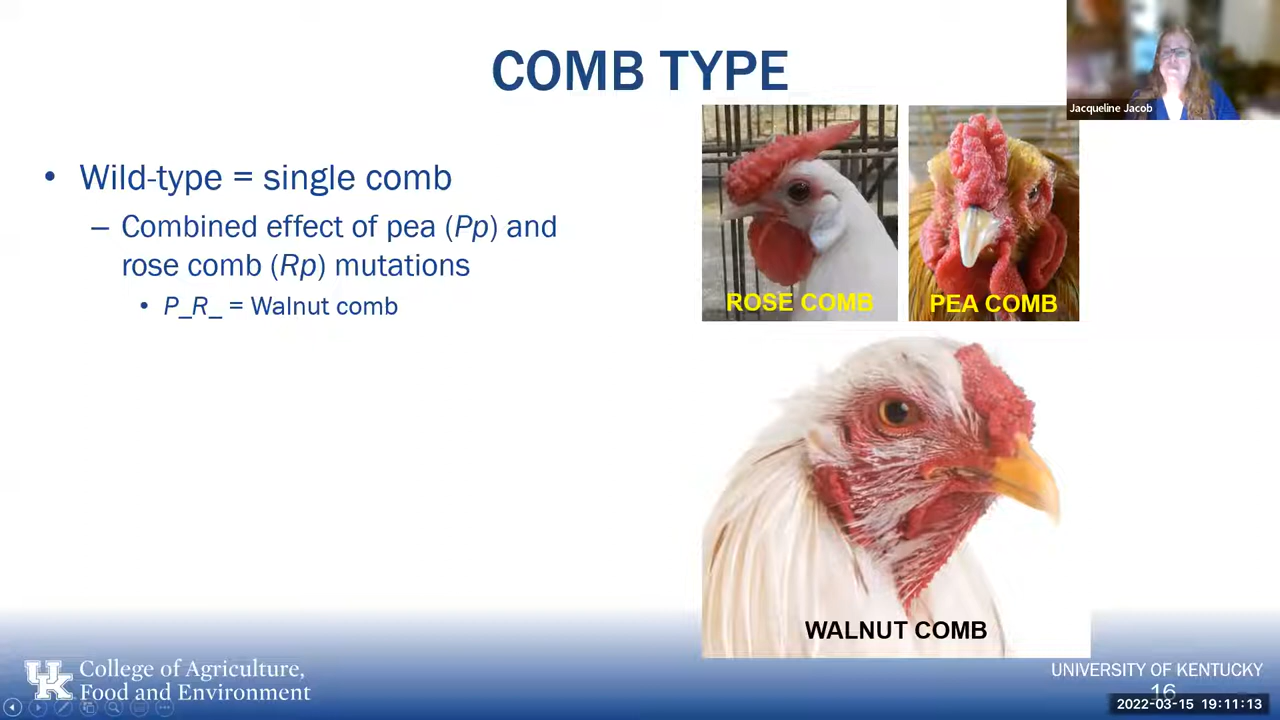 COMB TYPE
Jacqueline Jacob
• Wild-type = single comb
– Combined effect of pea (Pp) and
rose comb (Rp) mutations
• P_R_ = Walnut comb
ROSE COMB
PEA COMB
WALNUT COMB
UK
College of Agriculture,
Food and Environment
UNIVERSITY OF KENTUCKY
16
2022-03-15 19:11:13